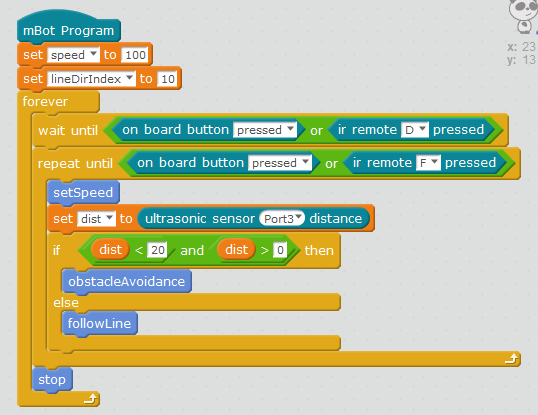 mBot Program
set speed to 100
set lineDirIndex to 10
forever
wait until on board button pressed or ir remote D pressed
repeat until on board button pressed or ir remote F pressed
setSpeed
set dist to ultrasonic sensor Port3 distance
if dist < 20 and dist > 0 then
obstacleAvoidance
else
followLine
stop
x: 23
y: 13